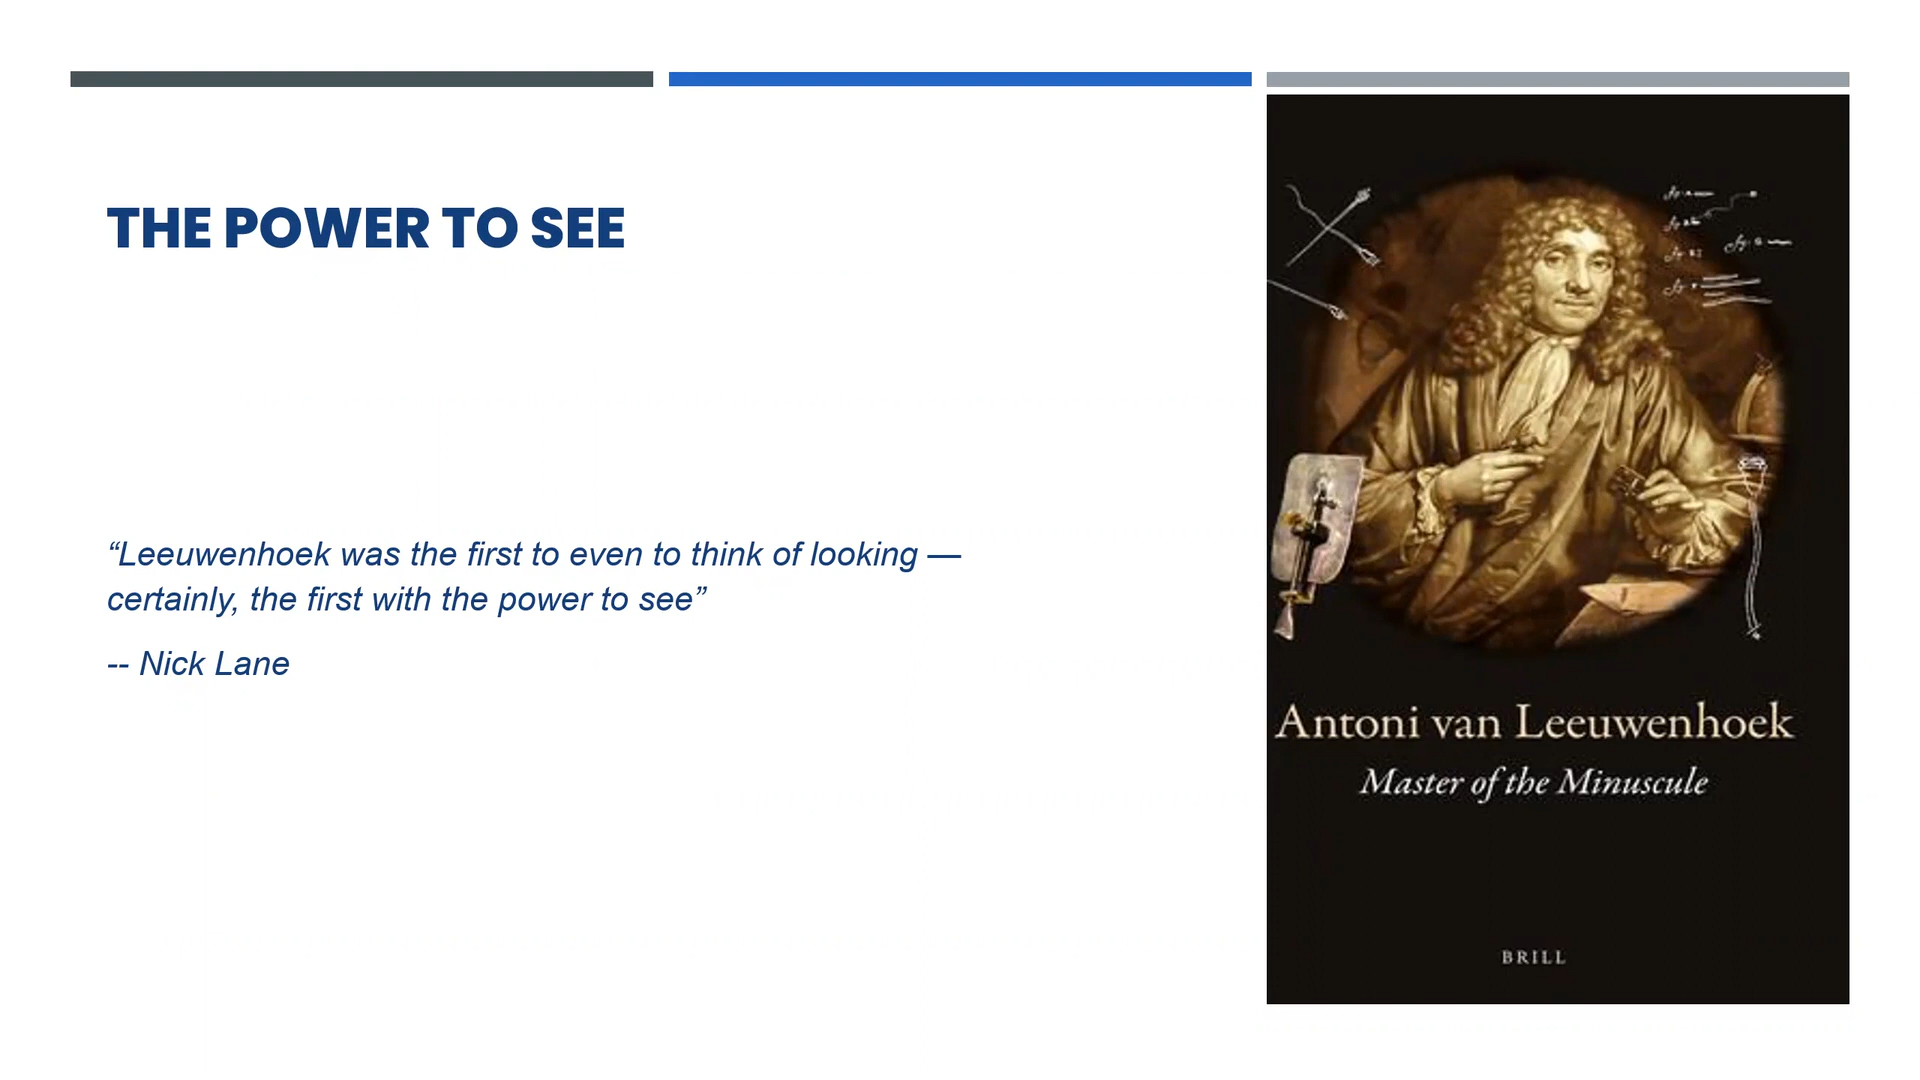 THE POWER TO SEE
“Leeuwenhoek was the first to even to think of looking —
certainly, the first with the power to see”
-- Nick Lane
Antoni van Leeuwenhoek
Master of the Minuscule
BRILL